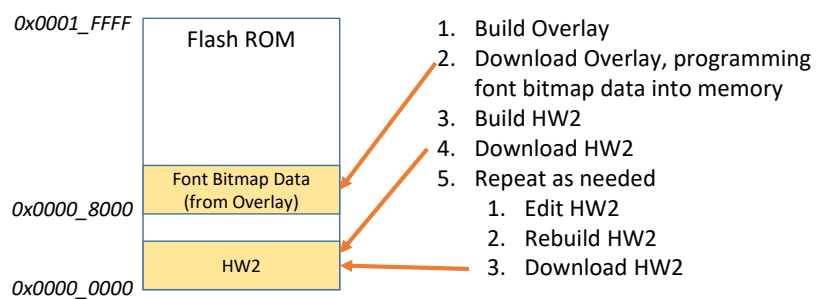 0x0001_FFFF
Flash ROM
Font Bitmap Data
(from Overlay)
0x0000_8000
HW2
0x0000_0000
1. Build Overlay
2. Download Overlay, programming
font bitmap data into memory
3. Build HW2
4. Download HW2
5. Repeat as needed
1. Edit HW2
2. Rebuild HW2
3. Download HW2